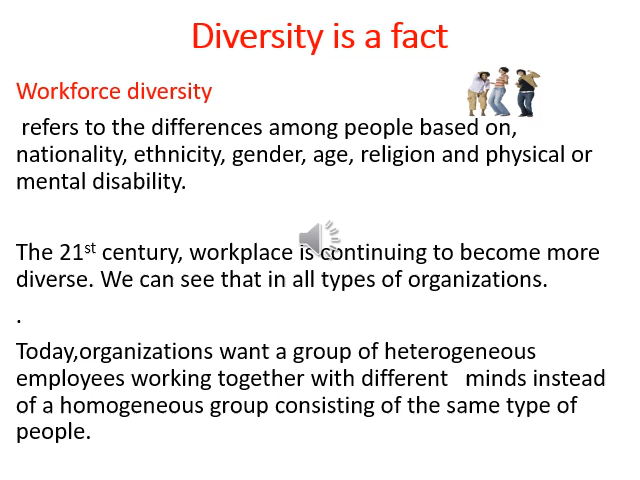 Diversity is a fact
Workforce diversity
refers to the differences among people based on,
nationality, ethnicity, gender, age, religion and physical or
mental disability.
The 21st century, workplace is continuing to become more
diverse. We can see that in all types of organizations.
.
Today,organizations want a group of heterogeneous
employees working together with different   minds instead
of a homogeneous group consisting of the same type of
people.